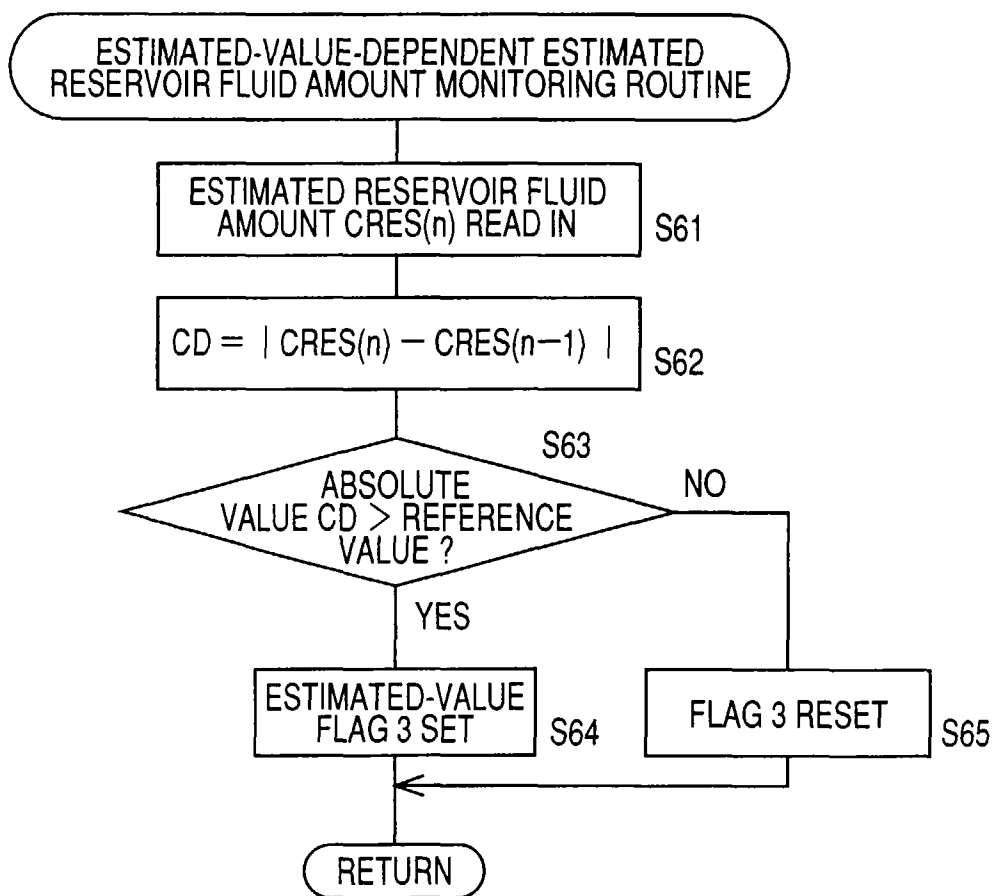 ESTIMATED-VALUE-DEPENDENT ESTIMATED
RESERVOIR FLUID AMOUNT MONITORING ROUTINE
ESTIMATED RESERVOIR FLUID
AMOUNT CRES(n) READ IN
S61
CD = | CRES(n) − CRES(n−1) |
S62
S63
ABSOLUTE
VALUE CD > REFERENCE
VALUE ?
NO
YES
ESTIMATED-VALUE
FLAG 3 SET
S64
FLAG 3 RESET
S65
RETURN